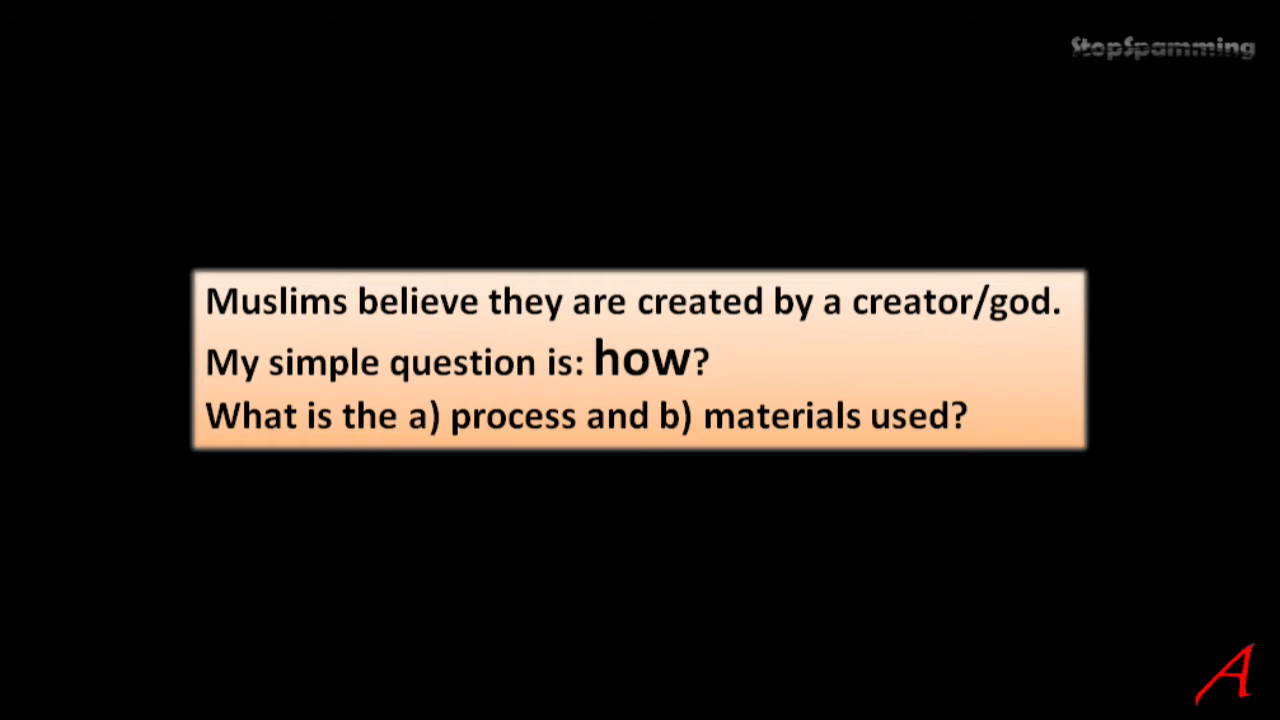 StopSpamming
Muslims believe they are created by a creator/god.
My simple question is: how?
What is the a) process and b) materials used?
A